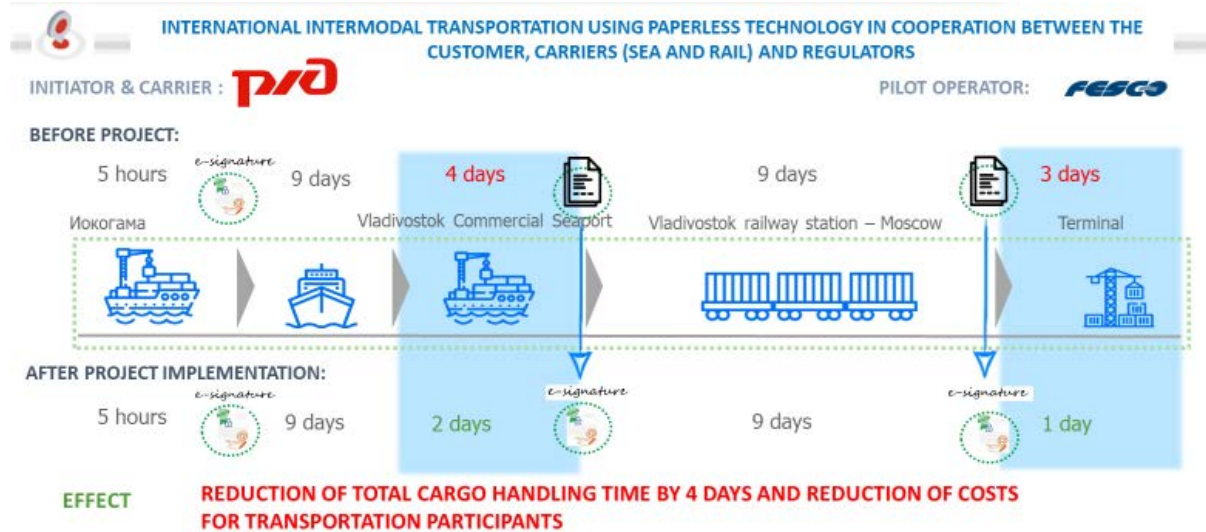 INTERNATIONAL INTERMODAL TRANSPORTATION USING PAPERLESS TECHNOLOGY IN COOPERATION BETWEEN THE
CUSTOMER, CARRIERS (SEA AND RAIL) AND REGULATORS
INITIATOR & CARRIER : ржд
PILOT OPERATOR: FESCO
BEFORE PROJECT:
5 hours
e-signature
9 days
4 days
9 days
3 days
Иокогама
Vladivostok Commercial Seaport
Vladivostok railway station – Moscow
Terminal
AFTER PROJECT IMPLEMENTATION:
5 hours
e-signature
9 days
2 days
e-signature
9 days
e-signature
1 day
EFFECT
REDUCTION OF TOTAL CARGO HANDLING TIME BY 4 DAYS AND REDUCTION OF COSTS
FOR TRANSPORTATION PARTICIPANTS